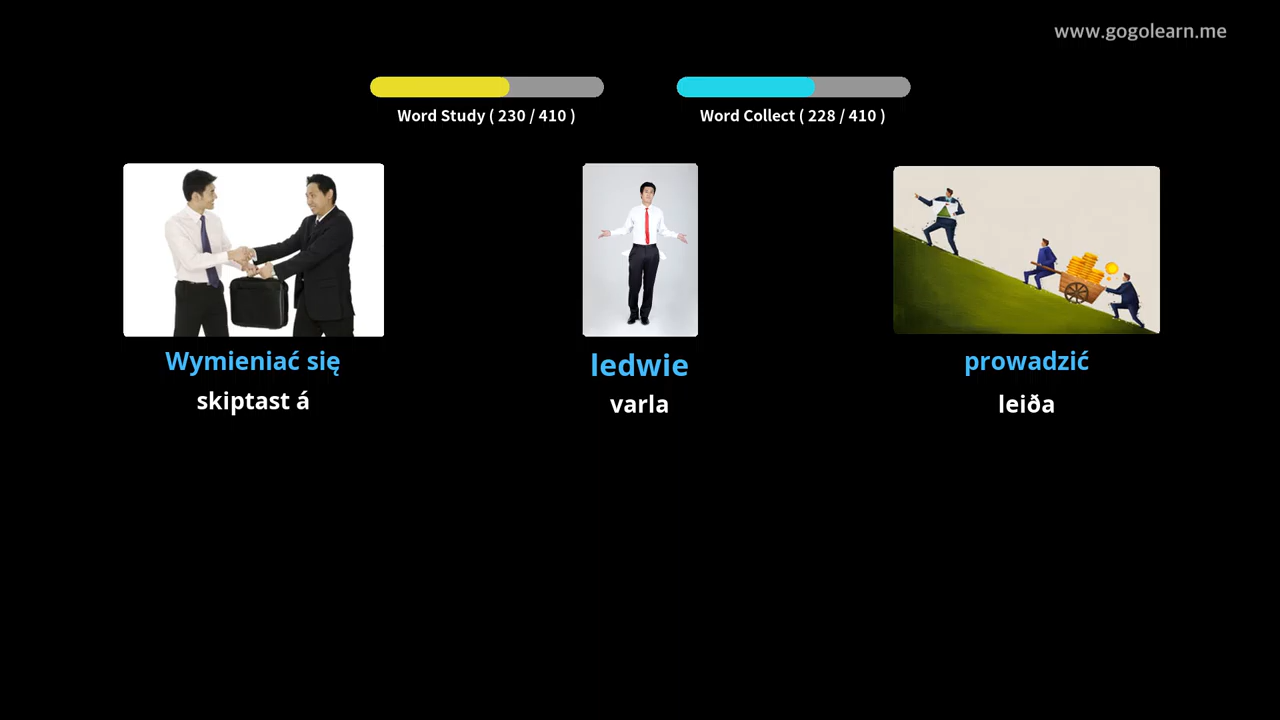 www.gogolearn.me
Word Study ( 230 / 410 )
Word Collect ( 228 / 410 )
Wymieniać się
skiptast á
ledwie
varla
prowadzić
leiða